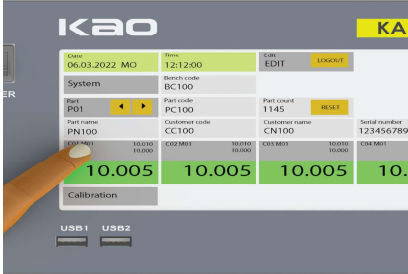 Kao
KA
ER
Date
06.03.2022 MO
Time
12:12:00
Edit
EDIT
LOGOUT
System
Bench code
BC100
Part
P01
Part code
PC100
Part count
1145
RESET
Part name
PN100
Customer code
CC100
Customer name
CN100
Serial number
123456789
C01 M01
10.010
10.000
C02 M01
10.010
10.000
C03 M01
10.010
10.000
C04 M01
10.005
10.005
10.005
10.
Calibration
USB1 USB2